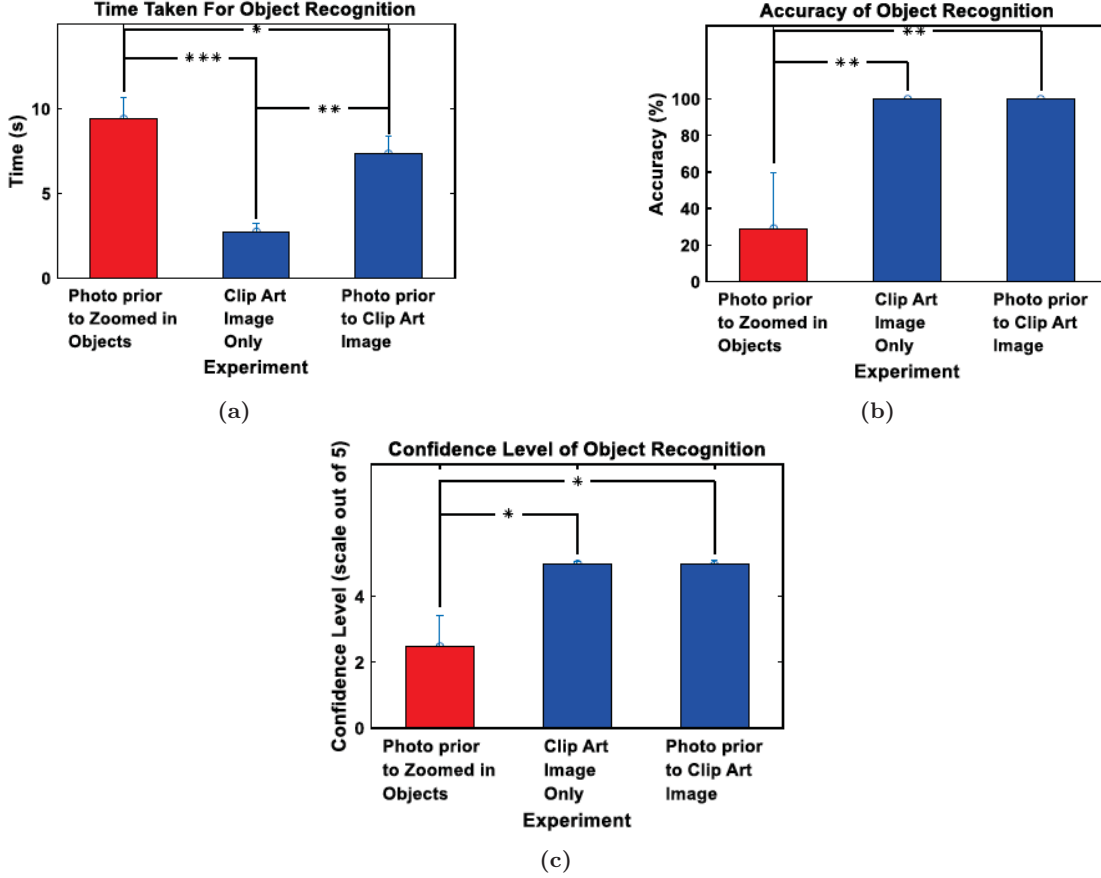 Time Taken For Object Recognition
*
***
**
10
5
0
Time (s)
Photo prior
to Zoomed in
Objects
Clip Art
Image
Only
Photo prior
to Clip Art
Image
Experiment
(a)
Accuracy of Object Recognition
**
**
100
80
60
40
20
0
Accuracy (%)
Photo prior
to Zoomed in
Objects
Clip Art
Image
Only
Photo prior
to Clip Art
Image
Experiment
(b)
Confidence Level of Object Recognition
*
*
4
2
0
Confidence Level (scale out of 5)
Photo prior
to Zoomed in
Objects
Clip Art
Image
Only
Photo prior
to Clip Art
Image
Experiment
(c)